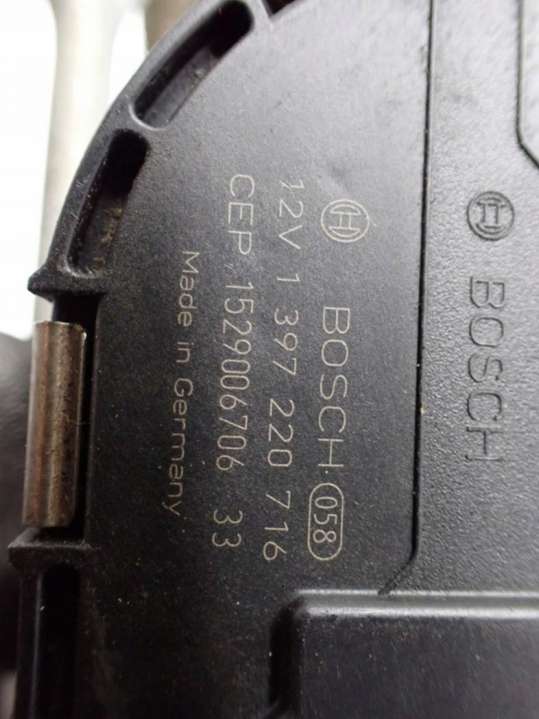 BOSCH
BOSCH 058
12V 1 397 220 716
CEP 1529006706 33
Made in Germany